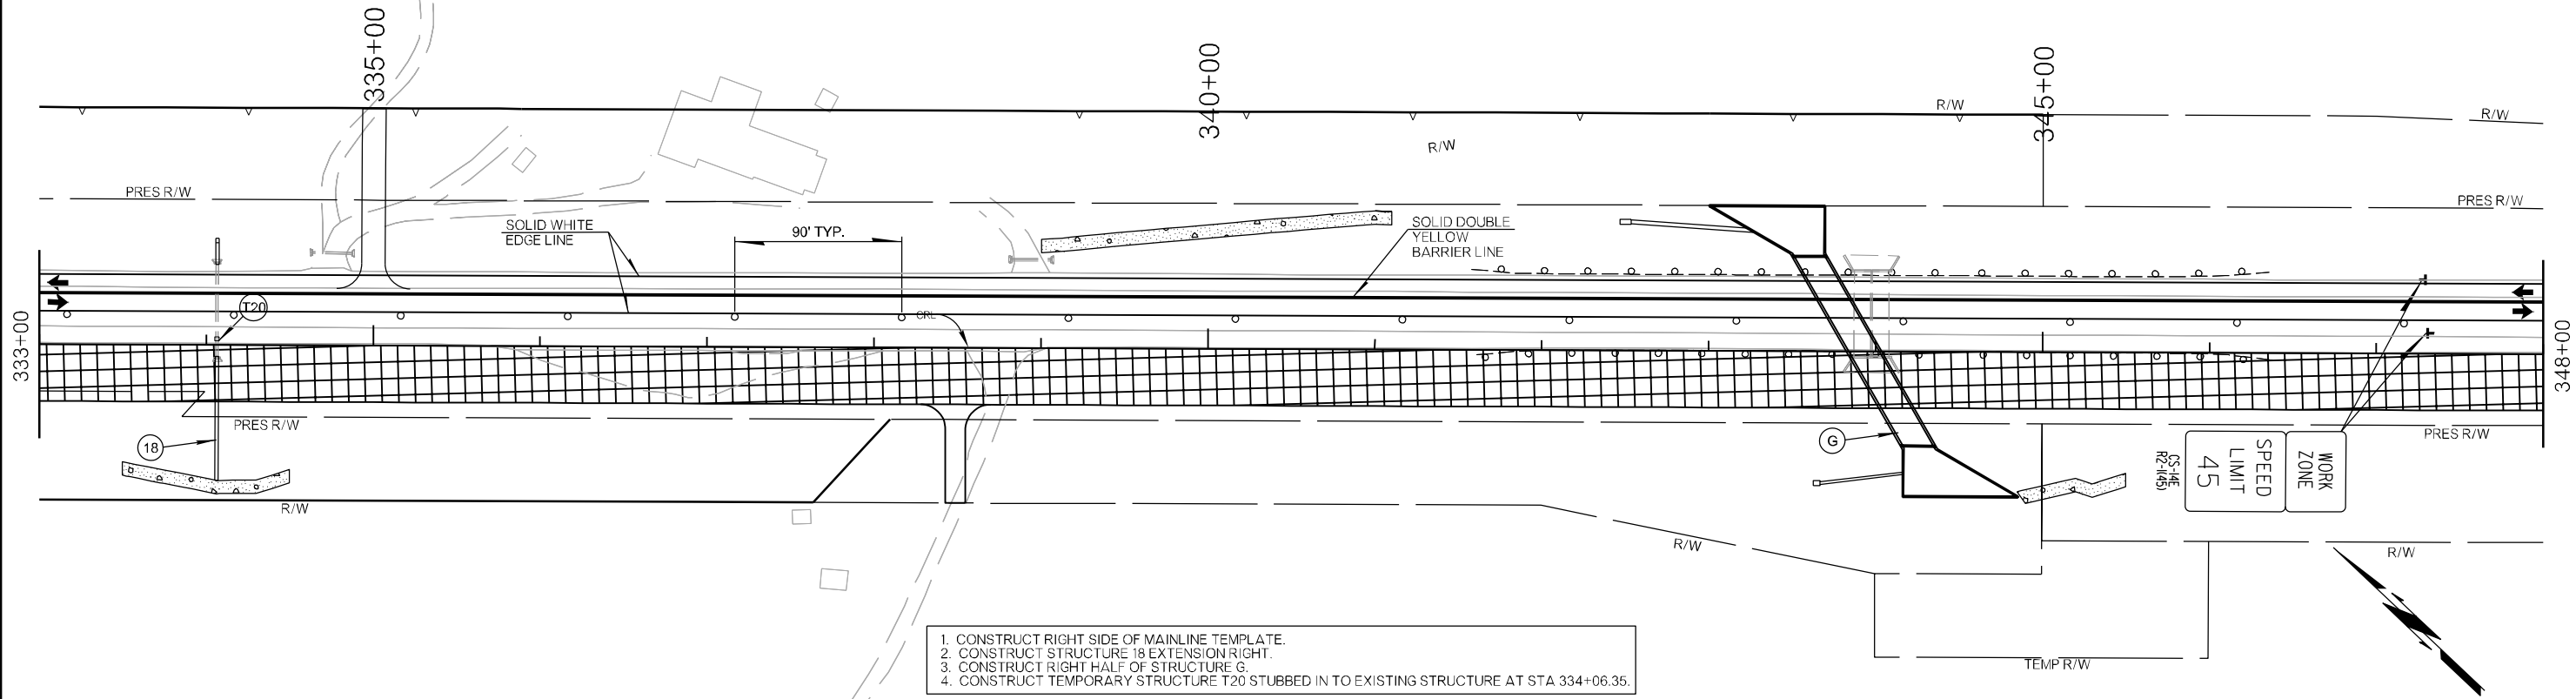 335+00
340+00
345+00
R/W
R/W
R/W
PRES R/W
PRES R/W
SOLID WHITE
EDGE LINE
90' TYP.
SOLID DOUBLE
YELLOW
BARRIER LINE
T20
CRL
333+00
348+00
PRES R/W
PRES R/W
18
G
WORK
ZONE
SPEED
LIMIT
45
CS-14E
R2-1(45)
R/W
R/W
R/W
TEMP R/W
1. CONSTRUCT RIGHT SIDE OF MAINLINE TEMPLATE.
2. CONSTRUCT STRUCTURE 18 EXTENSION RIGHT.
3. CONSTRUCT RIGHT HALF OF STRUCTURE G.
4. CONSTRUCT TEMPORARY STRUCTURE T20 STUBBED IN TO EXISTING STRUCTURE AT STA 334+06.35.